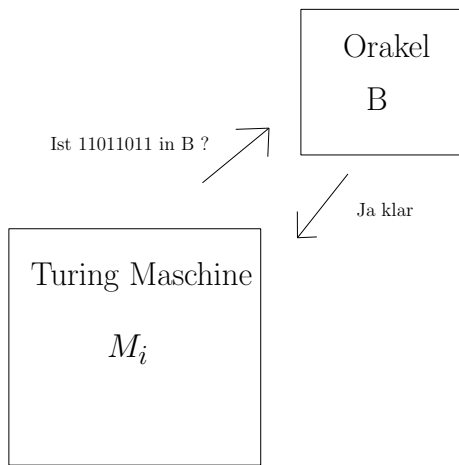 Orakel
B
Ist 11011011 in B ?
Ja klar
Turing Maschine
M_i